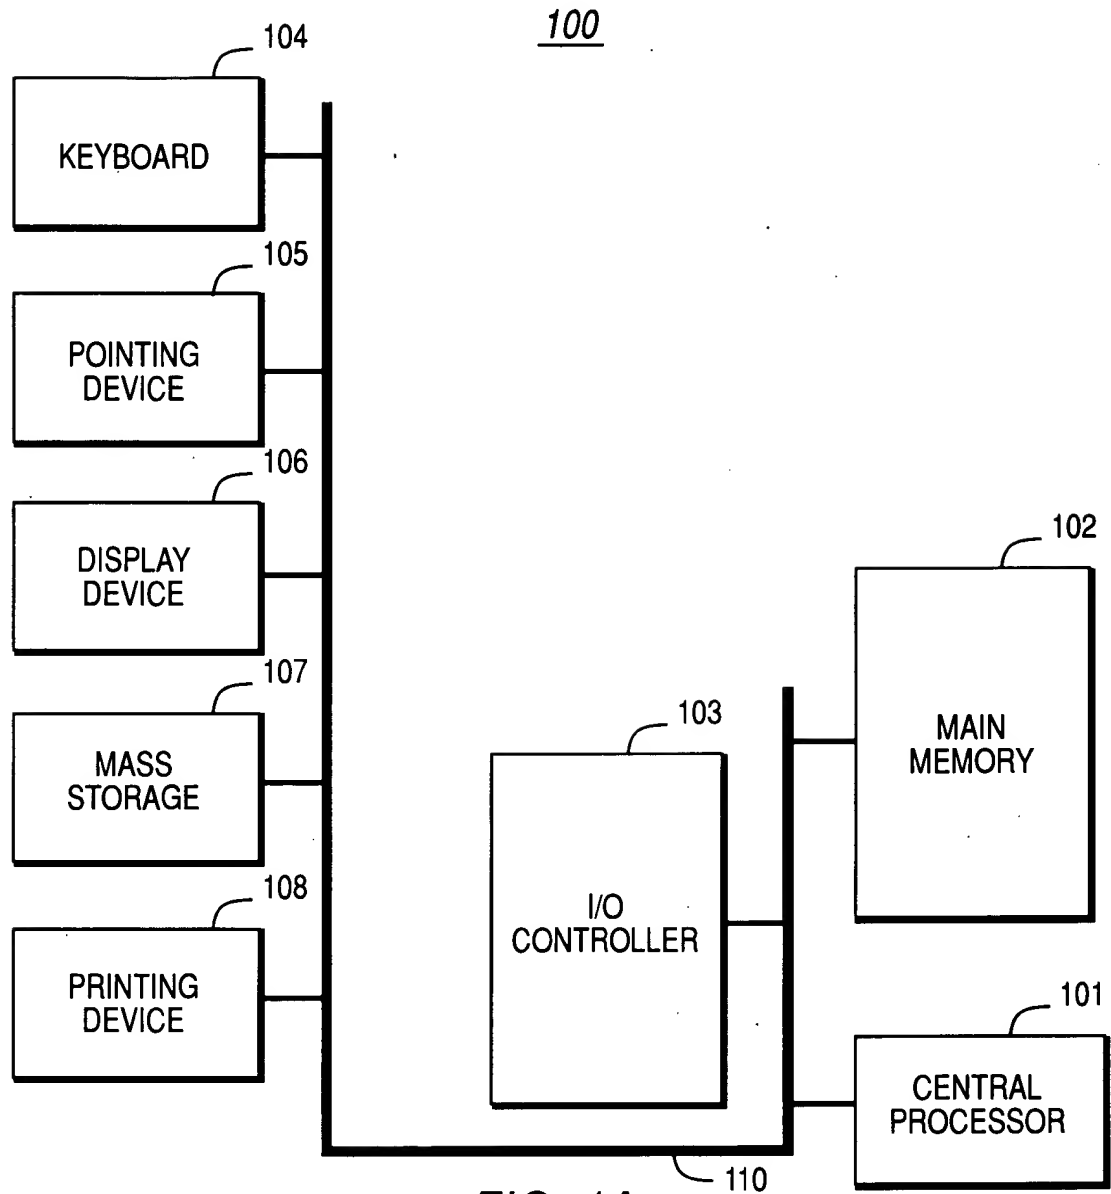 100
104
KEYBOARD
105
POINTING
DEVICE
106
DISPLAY
DEVICE
107
MASS
STORAGE
108
PRINTING
DEVICE
103
I/O
CONTROLLER
102
MAIN
MEMORY
101
CENTRAL
PROCESSOR
110